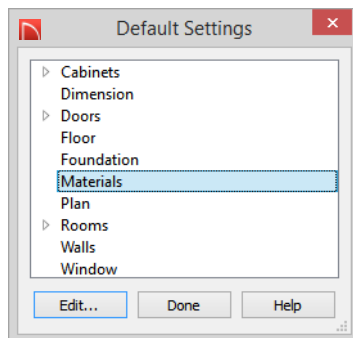 Default Settings
Cabinets
Dimension
Doors
Floor
Foundation
Materials
Plan
Rooms
Walls
Window
Edit... Done Help